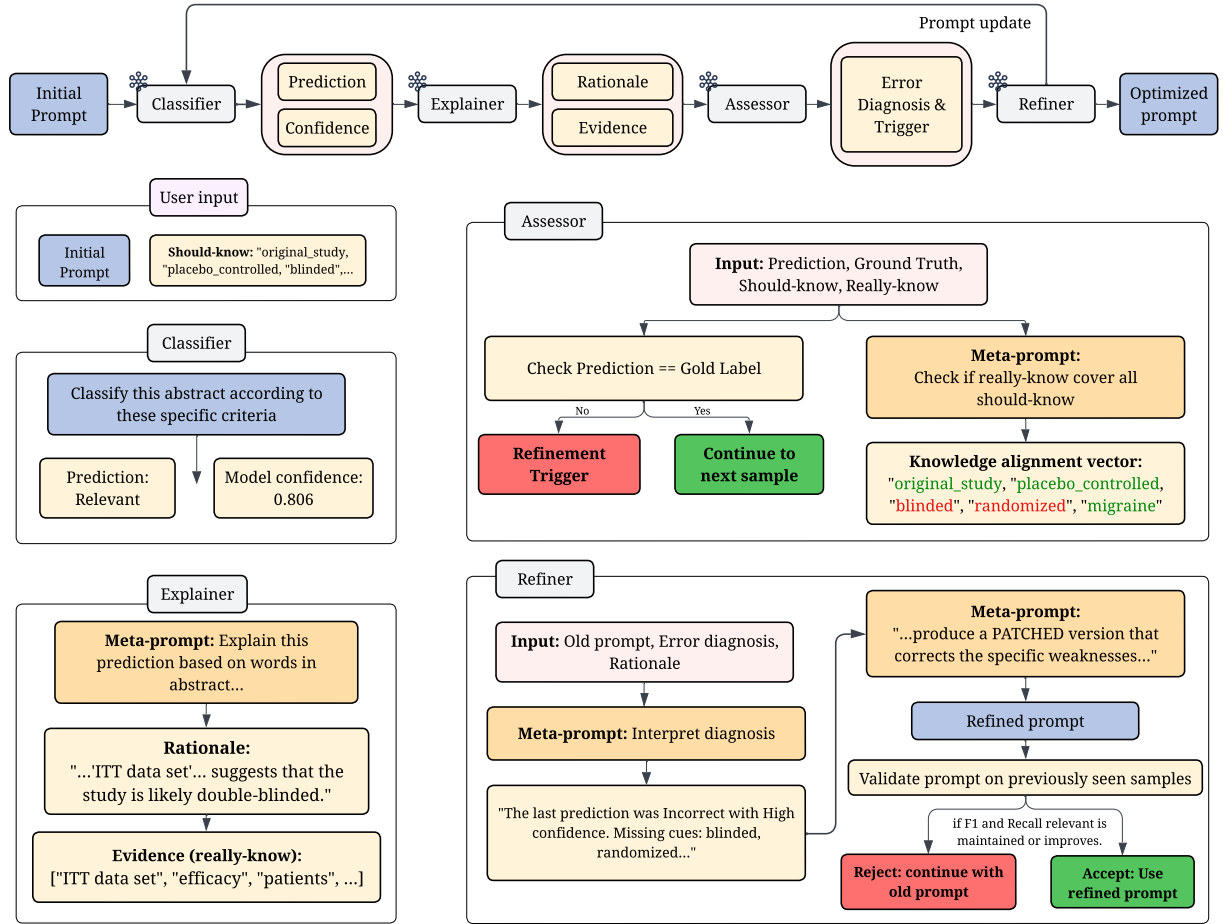 Prompt update
Initial
Prompt
Classifier
Prediction
Confidence
Explainer
Rationale
Evidence
Assessor
Error
Diagnosis &
Trigger
Refiner
Optimized
prompt
User input
Initial
Prompt
Should-know: "original_study,
"placebo_controlled, "blinded",...
Classifier
Classify this abstract according to
these specific criteria
Prediction:
Relevant
Model confidence:
0.806
Explainer
Meta-prompt: Explain this
prediction based on words in
abstract...
Rationale:
"...'ITT data set'... suggests that the
study is likely double-blinded."
Evidence (really-know):
["ITT data set", "efficacy", "patients", ...]
Assessor
Input: Prediction, Ground Truth,
Should-know, Really-know
Check Prediction == Gold Label
No
Yes
Refinement
Trigger
Continue to
next sample
Meta-prompt:
Check if really-know cover all
should-know
Knowledge alignment vector:
"original_study, "placebo_controlled,
"blinded", "randomized", "migraine"
Refiner
Input: Old prompt, Error diagnosis,
Rationale
Meta-prompt: Interpret diagnosis
"The last prediction was Incorrect with High
confidence. Missing cues: blinded,
randomized..."
Meta-prompt:
"...produce a PATCHED version that
corrects the specific weaknesses..."
Refined prompt
Validate prompt on previously seen samples
if F1 and Recall relevant is
maintained or improves.
Reject: continue with
old prompt
Accept: Use
refined prompt